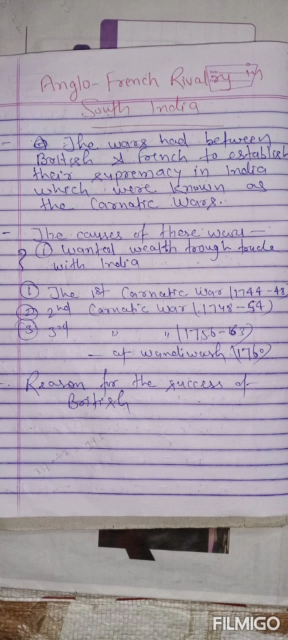 Anglo-French Rivalry in
South India
- The wars had between
British & French to establish
their supremacy in India
which were known as
the Carnatic Wars.
- The causes of these wars -
① Wanted wealth trough trade
with India
① The 1st Carnatic War (1744-48
② 2nd Carnatic War (1748-54)
③ 3rd " " (1756-63)
- at wandiwash (1760)
- Reason for the success of
British
FILMIGO